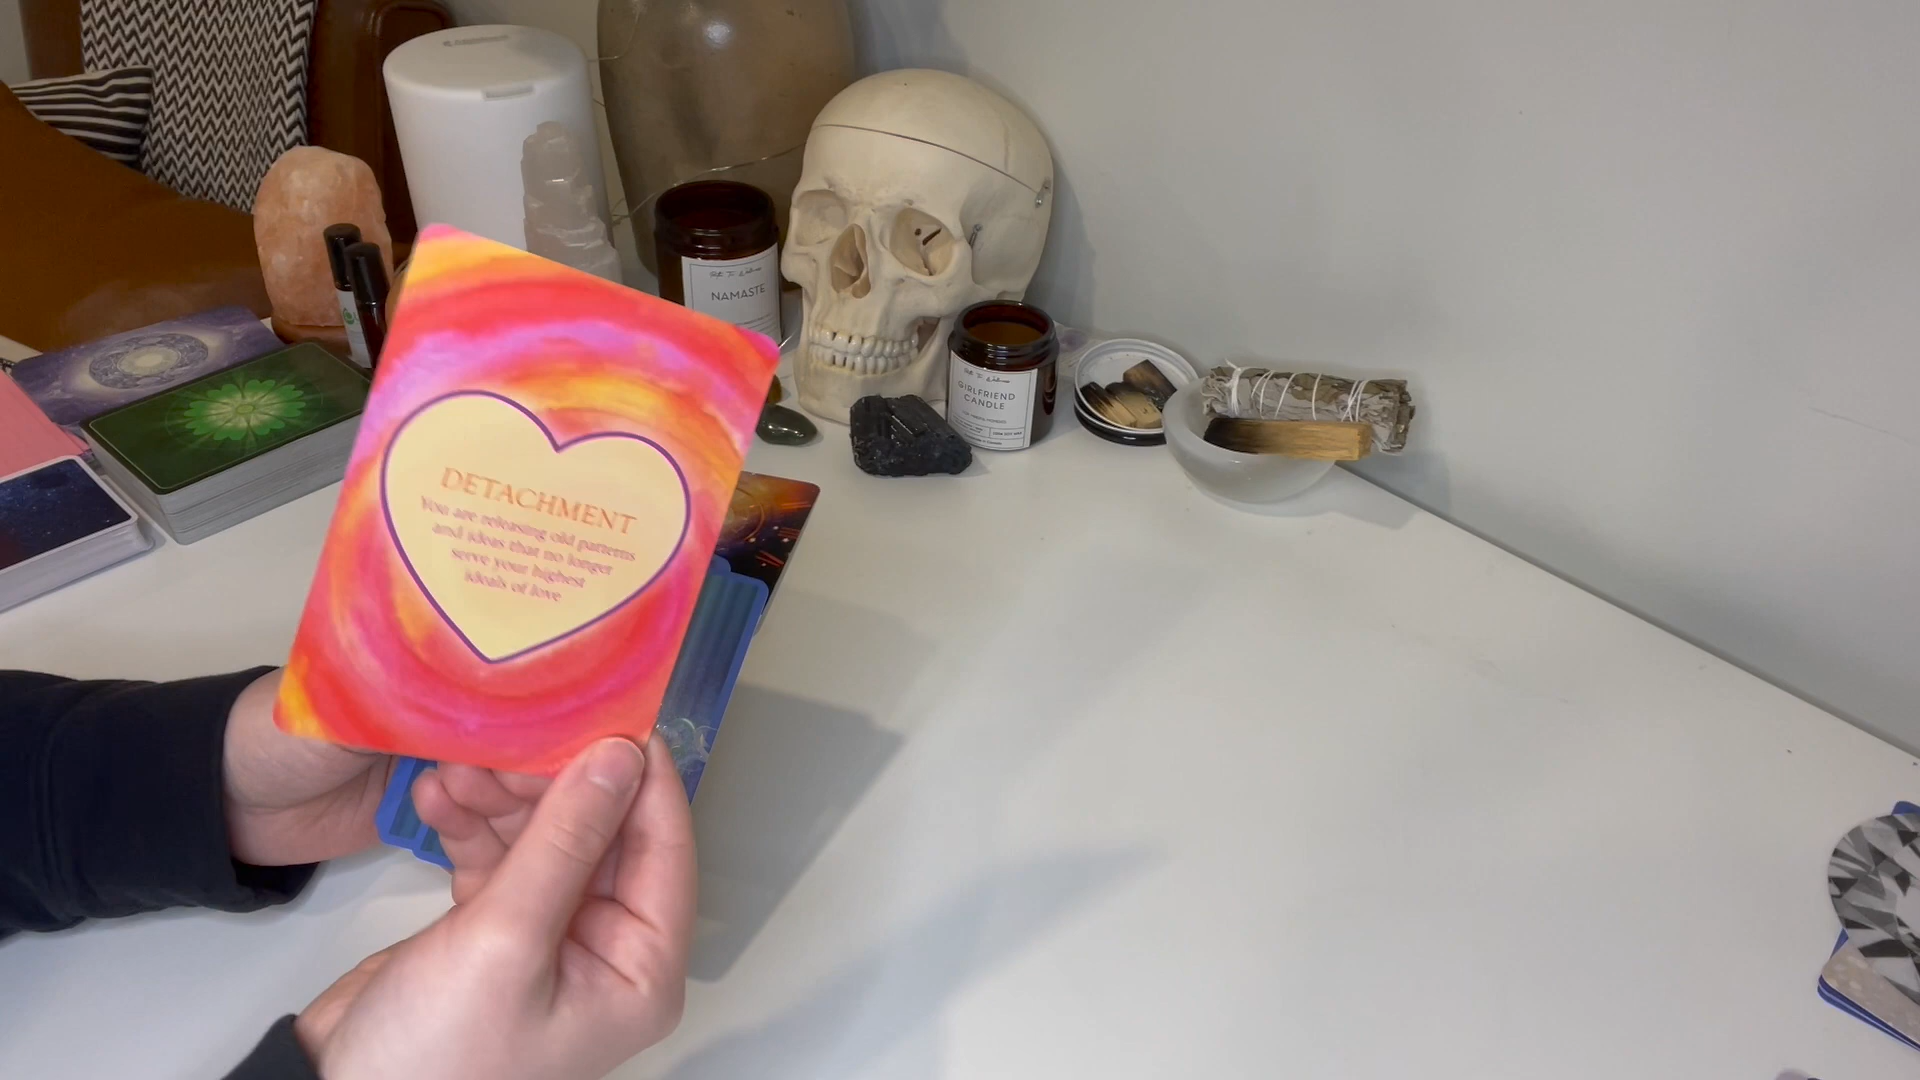 NAMASTE
GIRLFRIEND
CANDLE
DETACHMENT
You are releasing old patterns
and ideas that no longer
serve your highest
ideals of love